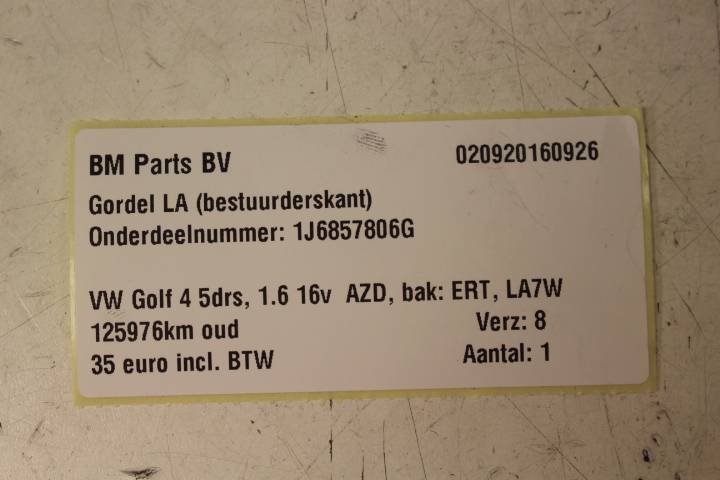 BM Parts BV 020920160926
Gordel LA (bestuurderskant)
Onderdeelnummer: 1J6857806G
VW Golf 4 5drs, 1.6 16v AZD, bak: ERT, LA7W
125976km oud Verz: 8
35 euro incl. BTW Aantal: 1